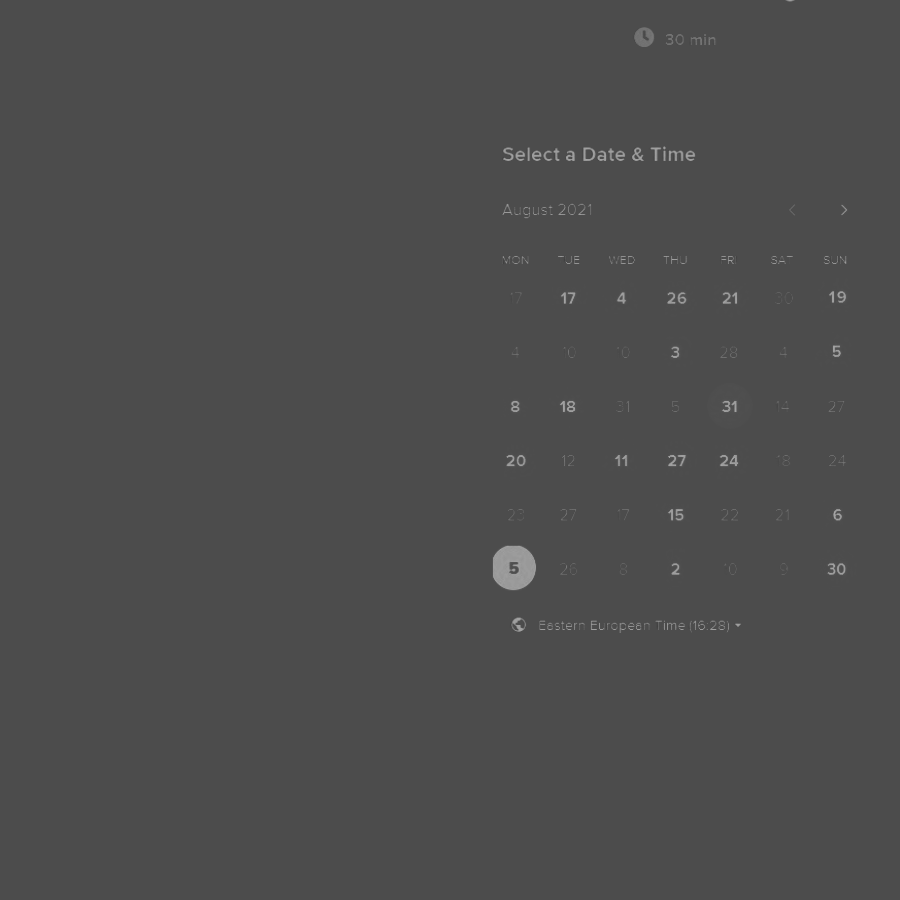 30 min
Select a Date & Time
August 2021
MON TUE WED THU FRI SAT SUN
17 17 4 26 21 30 19
4 10 10 3 28 4 5
8 18 31 5 31 14 27
20 12 11 27 24 18 24
23 27 17 15 22 21 6
5 26 8 2 10 9 30
Eastern European Time (16:28)